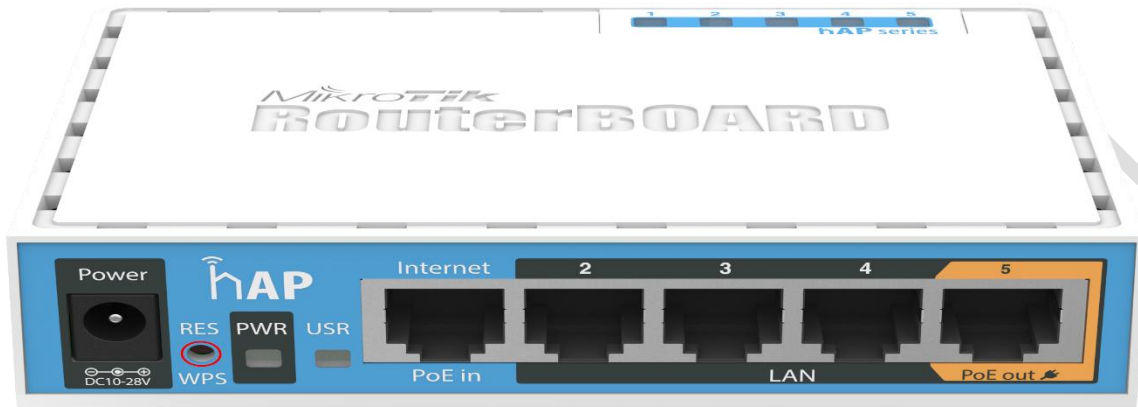 1 2 3 4 5
hAP series
MikroTik
RouterBOARD
Power
hAP
Internet
2 3 4 5
RES
PWR
USR
WPS
DC10-28V
PoE in
LAN
PoE out